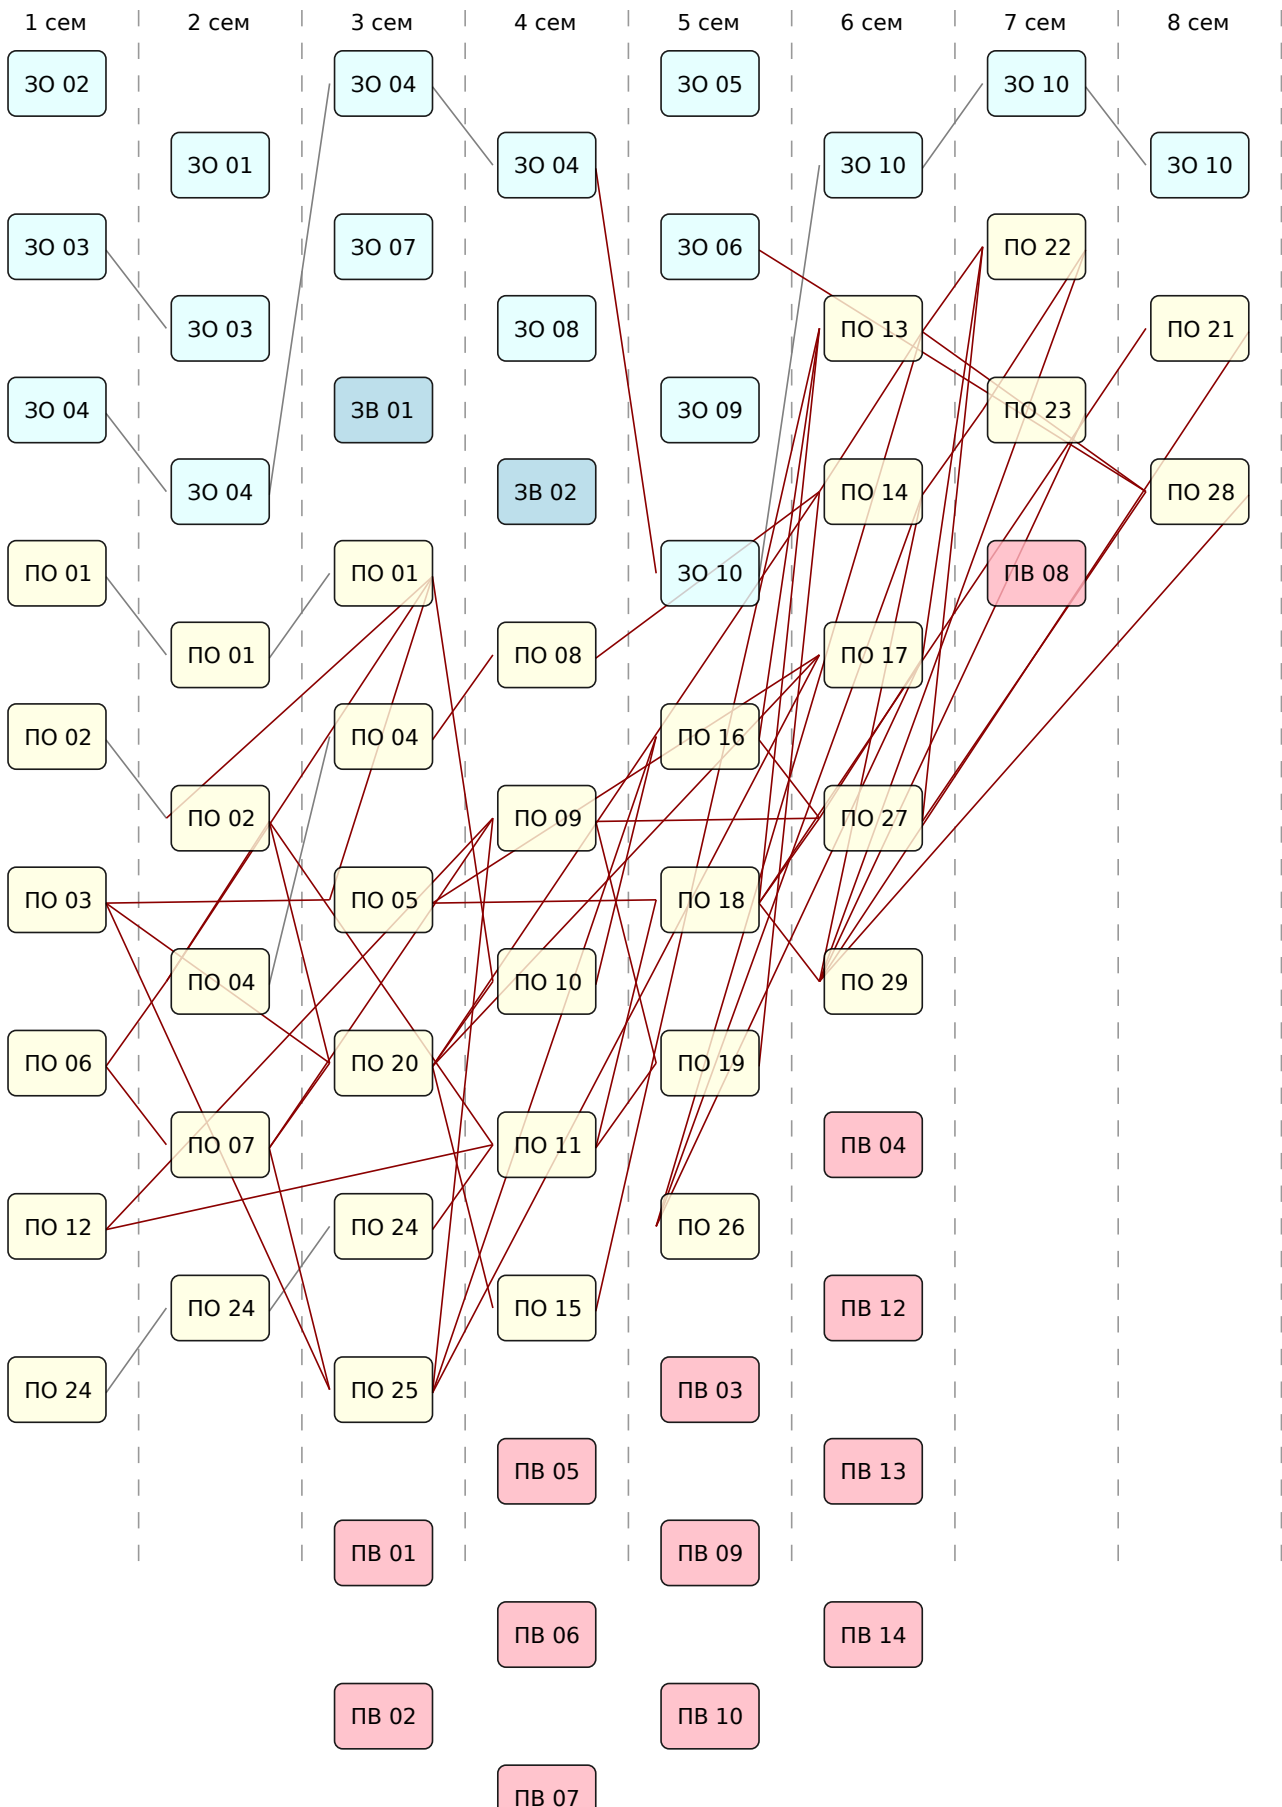 1 сем 2 сем 3 сем 4 сем 5 сем 6 сем 7 сем 8 сем
ЗО 02 ЗО 04 ЗО 05 ЗО 10
ЗО 01 ЗО 04 ЗО 10 ЗО 10
ЗО 03 ЗО 07 ЗО 06 ПО 22
ЗО 03 ЗО 08 ПО 13 ПО 21
ЗО 04 ЗВ 01 ЗО 09 ПО 23
ЗО 04 ЗВ 02 ПО 14 ПО 28
ПО 01 ПО 01 ЗО 10 ПВ 08
ПО 01 ПО 08 ПО 17
ПО 02 ПО 04 ПО 16
ПО 02 ПО 09 ПО 27
ПО 03 ПО 05 ПО 18
ПО 04 ПО 10 ПО 29
ПО 06 ПО 20 ПО 19
ПО 07 ПО 11 ПВ 04
ПО 12 ПО 24 ПО 26
ПО 24 ПО 15 ПВ 12
ПО 24 ПО 25 ПВ 03
ПВ 05 ПВ 13
ПВ 01 ПВ 09
ПВ 06 ПВ 14
ПВ 02 ПВ 10
ПВ 07